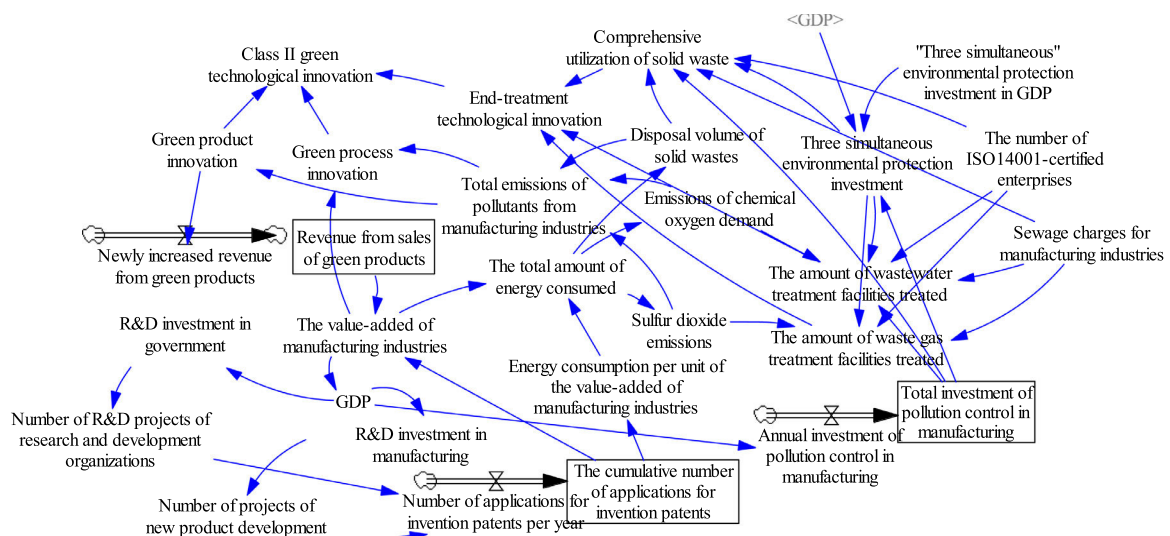 <GDP>
Class II green
technological innovation
Comprehensive
utilization of solid waste
"Three simultaneous"
environmental protection
investment in GDP
End-treatment
technological innovation
Green product
innovation
Green process
innovation
Disposal volume of
solid wastes
Three simultaneous
environmental protection
investment
The number of
ISO14001-certified
enterprises
Total emissions of
pollutants from
manufacturing industries
Emissions of chemical
oxygen demand
Newly increased revenue
from green products
Revenue from sales
of green products
The total amount of
energy consumed
The amount of wastewater
treatment facilities treated
Sewage charges for
manufacturing industries
R&D investment in
government
The value-added of
manufacturing industries
Sulfur dioxide
emissions
The amount of waste gas
treatment facilities treated
Energy consumption per unit of
the value-added of
manufacturing industries
GDP
Total investment of
pollution control in
manufacturing
Number of R&D projects of
research and development
organizations
R&D investment in
manufacturing
Annual investment of
pollution control in
manufacturing
Number of projects of
new product development
Number of applications for
invention patents per year
The cumulative number
of applications for
invention patents